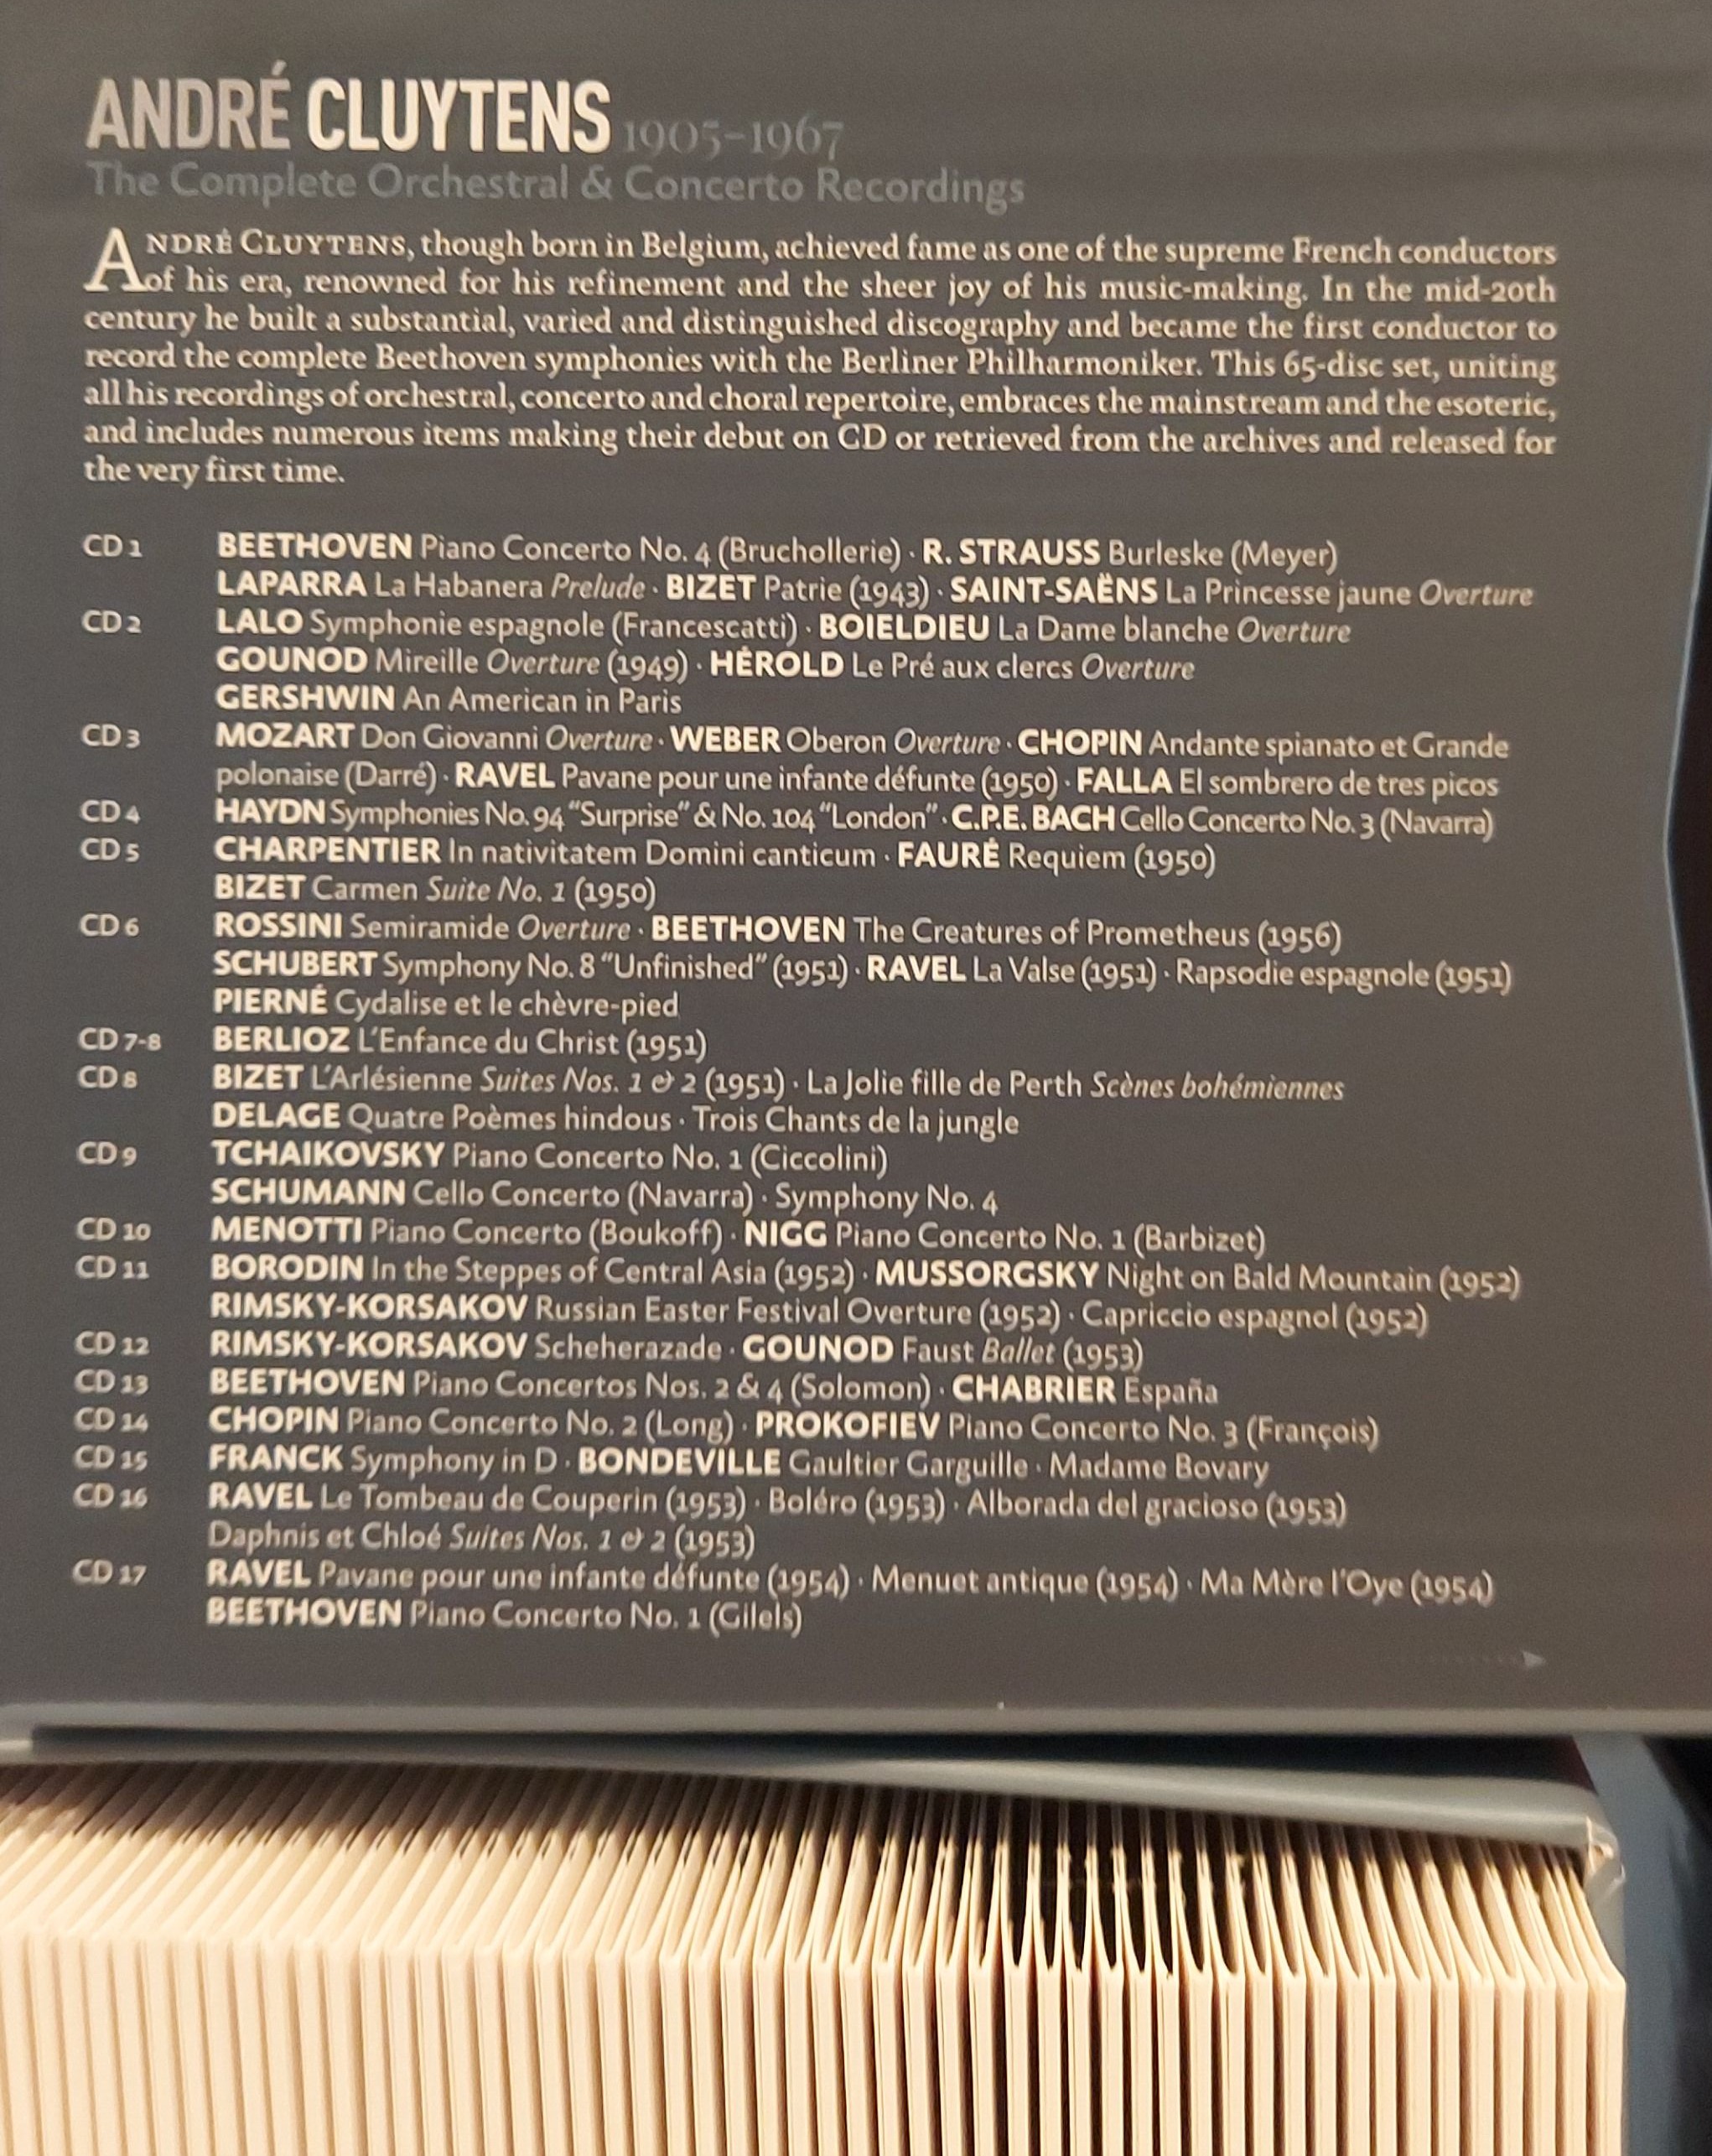 ANDRÉ CLUYTENS 1905–1967
The Complete Orchestral & Concerto Recordings
ANDRÉ CLUYTENS, though born in Belgium, achieved fame as one of the supreme French conductors
of his era, renowned for his refinement and the sheer joy of his music-making. In the mid-20th
century he built a substantial, varied and distinguished discography and became the first conductor to
record the complete Beethoven symphonies with the Berliner Philharmoniker. This 65-disc set, uniting
all his recordings of orchestral, concerto and choral repertoire, embraces the mainstream and the esoteric,
and includes numerous items making their debut on CD or retrieved from the archives and released for
the very first time.
CD 1 BEETHOVEN Piano Concerto No. 4 (Bruchollerie) · R. STRAUSS Burleske (Meyer)
LAPARRA La Habanera Prelude · BIZET Patrie (1943) · SAINT-SAËNS La Princesse jaune Overture
CD 2 LALO Symphonie espagnole (Francescatti) · BOIELDIEU La Dame blanche Overture
GOUNOD Mireille Overture (1949) · HÉROLD Le Pré aux clercs Overture
GERSHWIN An American in Paris
CD 3 MOZART Don Giovanni Overture · WEBER Oberon Overture · CHOPIN Andante spianato et Grande
polonaise (Darré) · RAVEL Pavane pour une infante défunte (1950) · FALLA El sombrero de tres picos
CD 4 HAYDN Symphonies No. 94 “Surprise” & No. 104 “London” · C.P.E. BACH Cello Concerto No. 3 (Navarra)
CD 5 CHARPENTIER In nativitatem Domini canticum · FAURÉ Requiem (1950)
BIZET Carmen Suite No. 1 (1950)
CD 6 ROSSINI Semiramide Overture · BEETHOVEN The Creatures of Prometheus (1956)
SCHUBERT Symphony No. 8 “Unfinished” (1951) · RAVEL La Valse (1951) · Rapsodie espagnole (1951)
PIERNÉ Cydalise et le chèvre-pied
CD 7-8 BERLIOZ L’Enfance du Christ (1951)
CD 8 BIZET L’Arlésienne Suites Nos. 1 & 2 (1951) · La Jolie fille de Perth Scènes bohémiennes
DELAGE Quatre Poèmes hindous · Trois Chants de la jungle
CD 9 TCHAIKOVSKY Piano Concerto No. 1 (Ciccolini)
SCHUMANN Cello Concerto (Navarra) · Symphony No. 4
CD 10 MENOTTI Piano Concerto (Boukoff) · NIGG Piano Concerto No. 1 (Barbizet)
CD 11 BORODIN In the Steppes of Central Asia (1952) · MUSSORGSKY Night on Bald Mountain (1952)
RIMSKY-KORSAKOV Russian Easter Festival Overture (1952) · Capriccio espagnol (1952)
CD 12 RIMSKY-KORSAKOV Scheherazade · GOUNOD Faust Ballet (1953)
CD 13 BEETHOVEN Piano Concertos Nos. 2 & 4 (Solomon) · CHABRIER España
CD 14 CHOPIN Piano Concerto No. 2 (Long) · PROKOFIEV Piano Concerto No. 3 (François)
CD 15 FRANCK Symphony in D · BONDEVILLE Gaultier Garguille · Madame Bovary
CD 16 RAVEL Le Tombeau de Couperin (1953) · Boléro (1953) · Alborada del gracioso (1953)
Daphnis et Chloé Suites Nos. 1 & 2 (1953)
CD 17 RAVEL Pavane pour une infante défunte (1954) · Menuet antique (1954) · Ma Mère l’Oye (1954)
BEETHOVEN Piano Concerto No. 1 (Gilels)